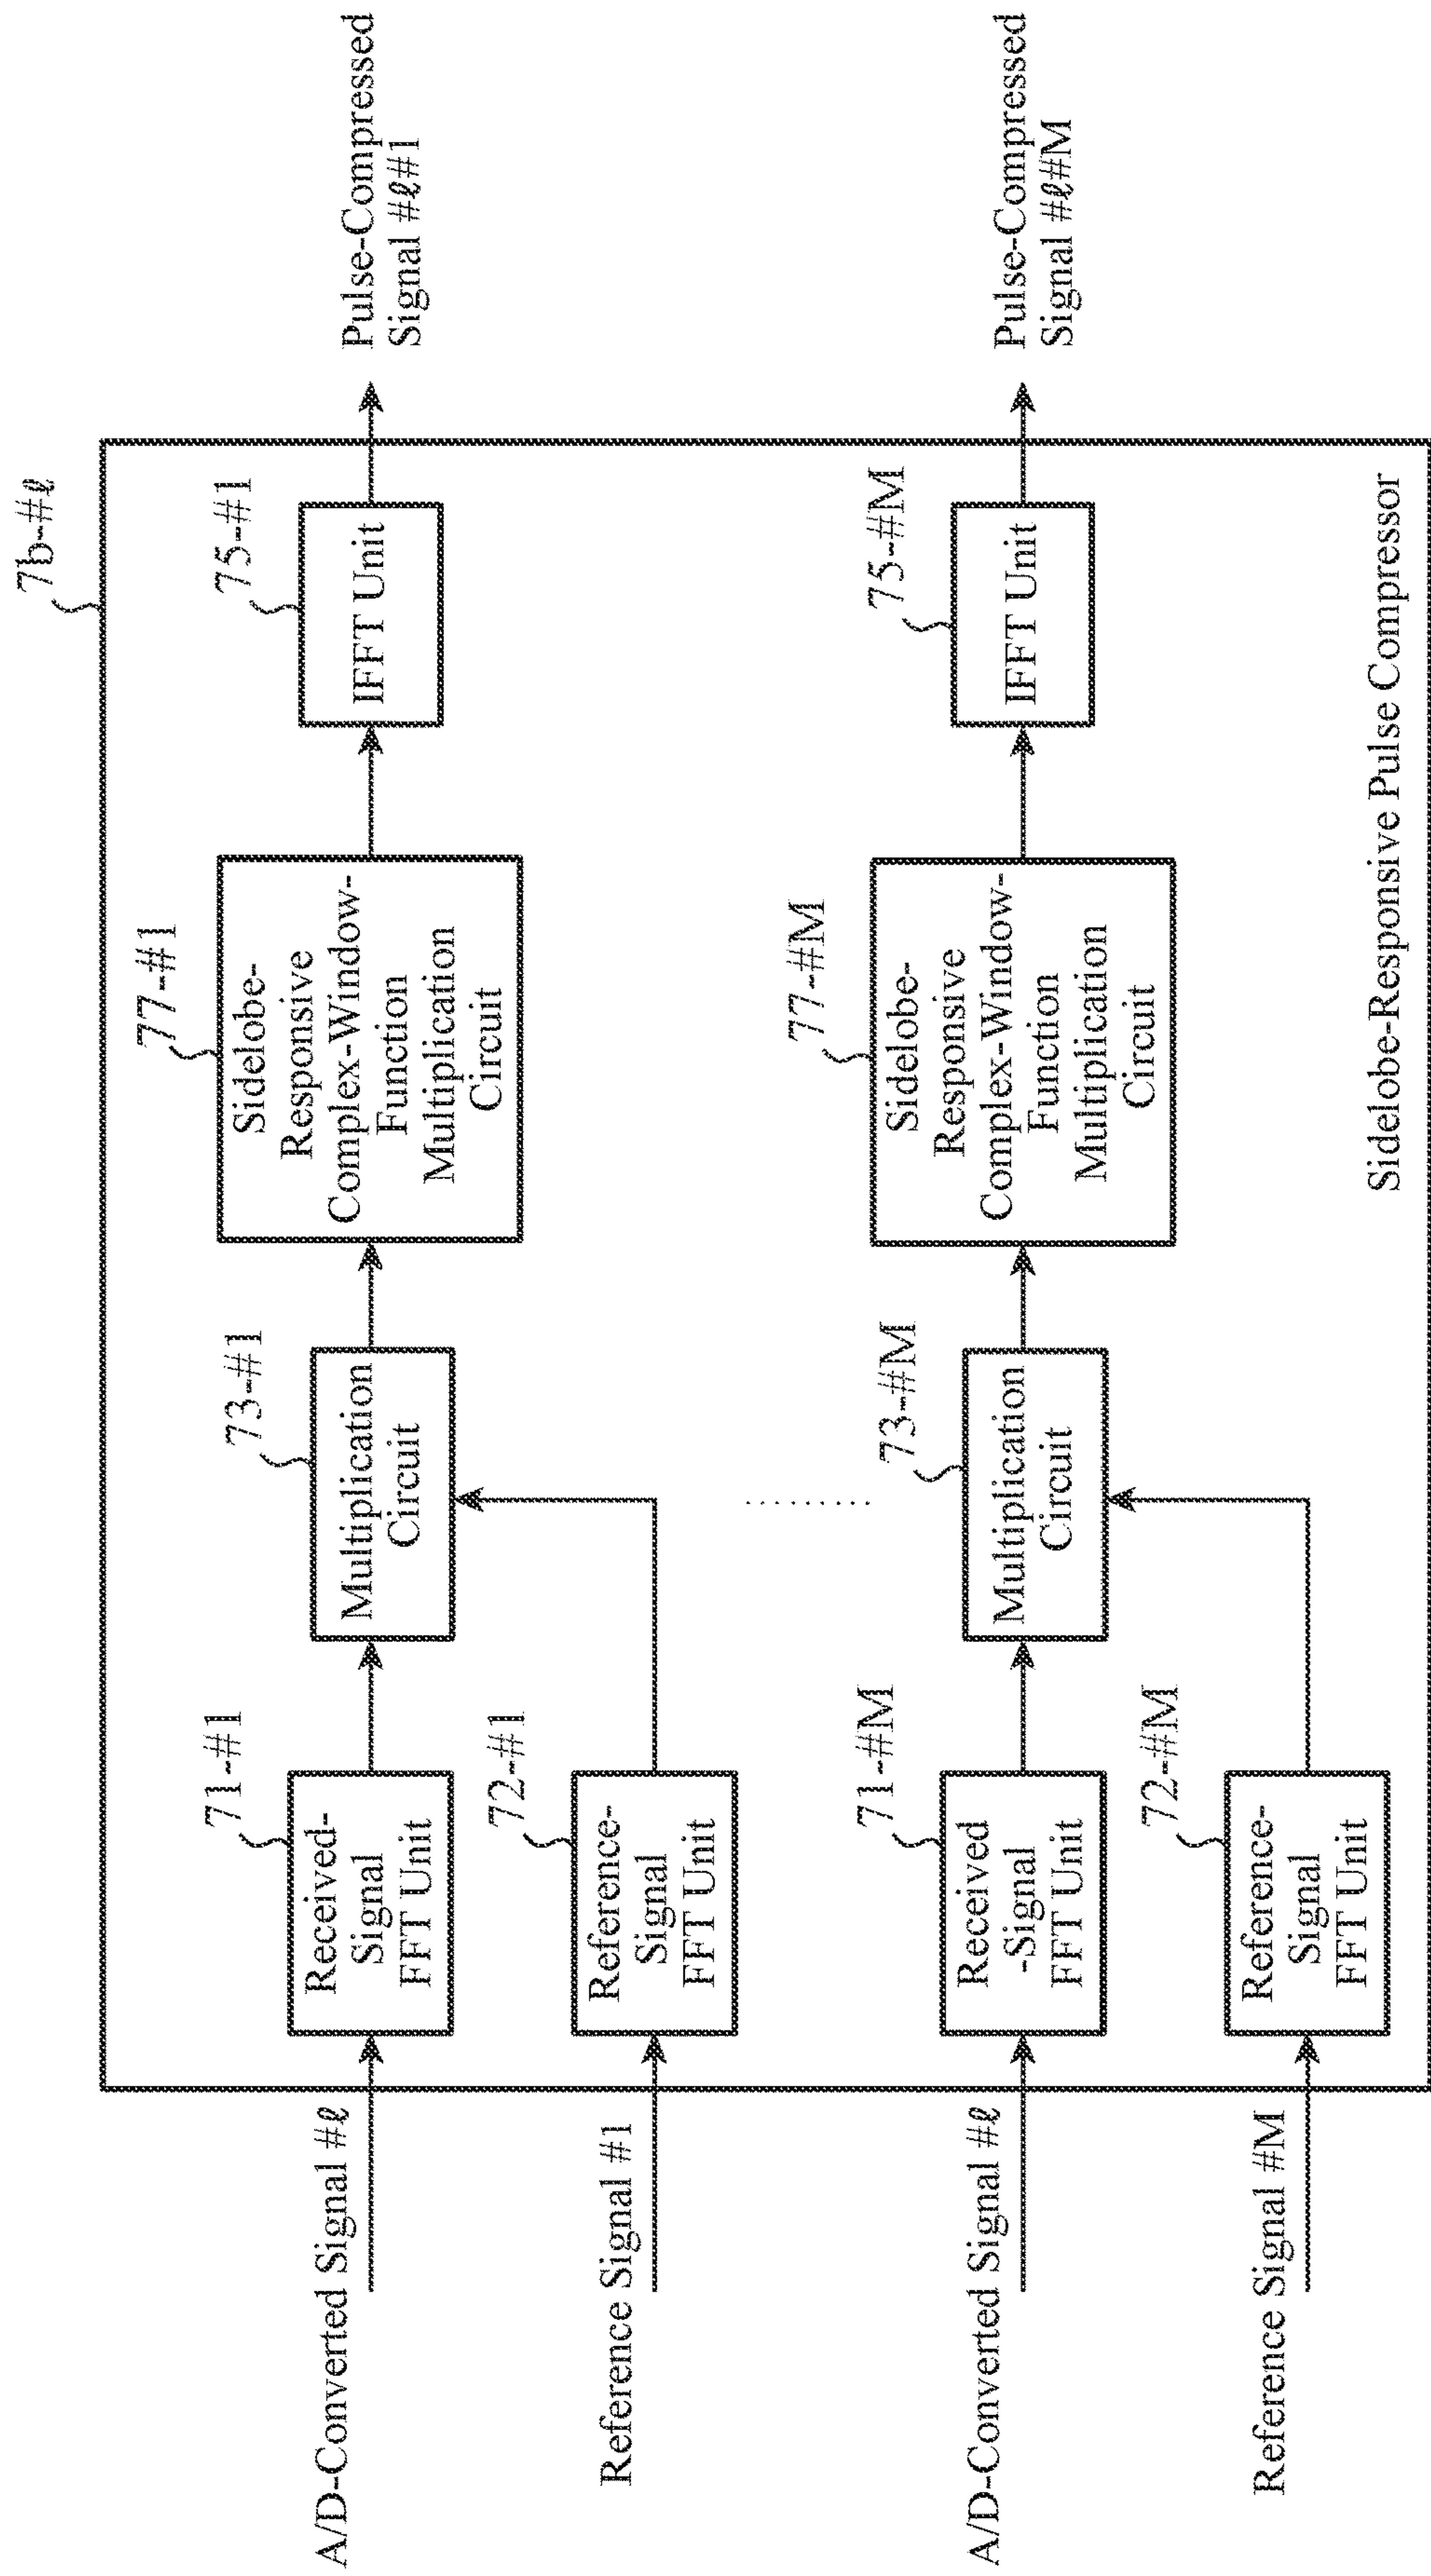 7b-#ℓ
A/D-Converted Signal #ℓ
71-#1
Received-
Signal
FFT Unit
73-#1
Multiplication
Circuit
77-#1
Sidelobe-
Responsive
Complex-Window-
Function
Multiplication
Circuit
75-#1
IFFT Unit
Pulse-Compressed
Signal #ℓ#1
Reference Signal #1
72-#1
Reference-
Signal
FFT Unit
A/D-Converted Signal #ℓ
71-#M
Received
-Signal
FFT Unit
73-#M
Multiplication
Circuit
77-#M
Sidelobe-
Responsive
Complex-Window-
Function
Multiplication
Circuit
75-#M
IFFT Unit
Pulse-Compressed
Signal #ℓ#M
Reference Signal #M
72-#M
Reference-
Signal
FFT Unit
Sidelobe-Responsive Pulse Compressor